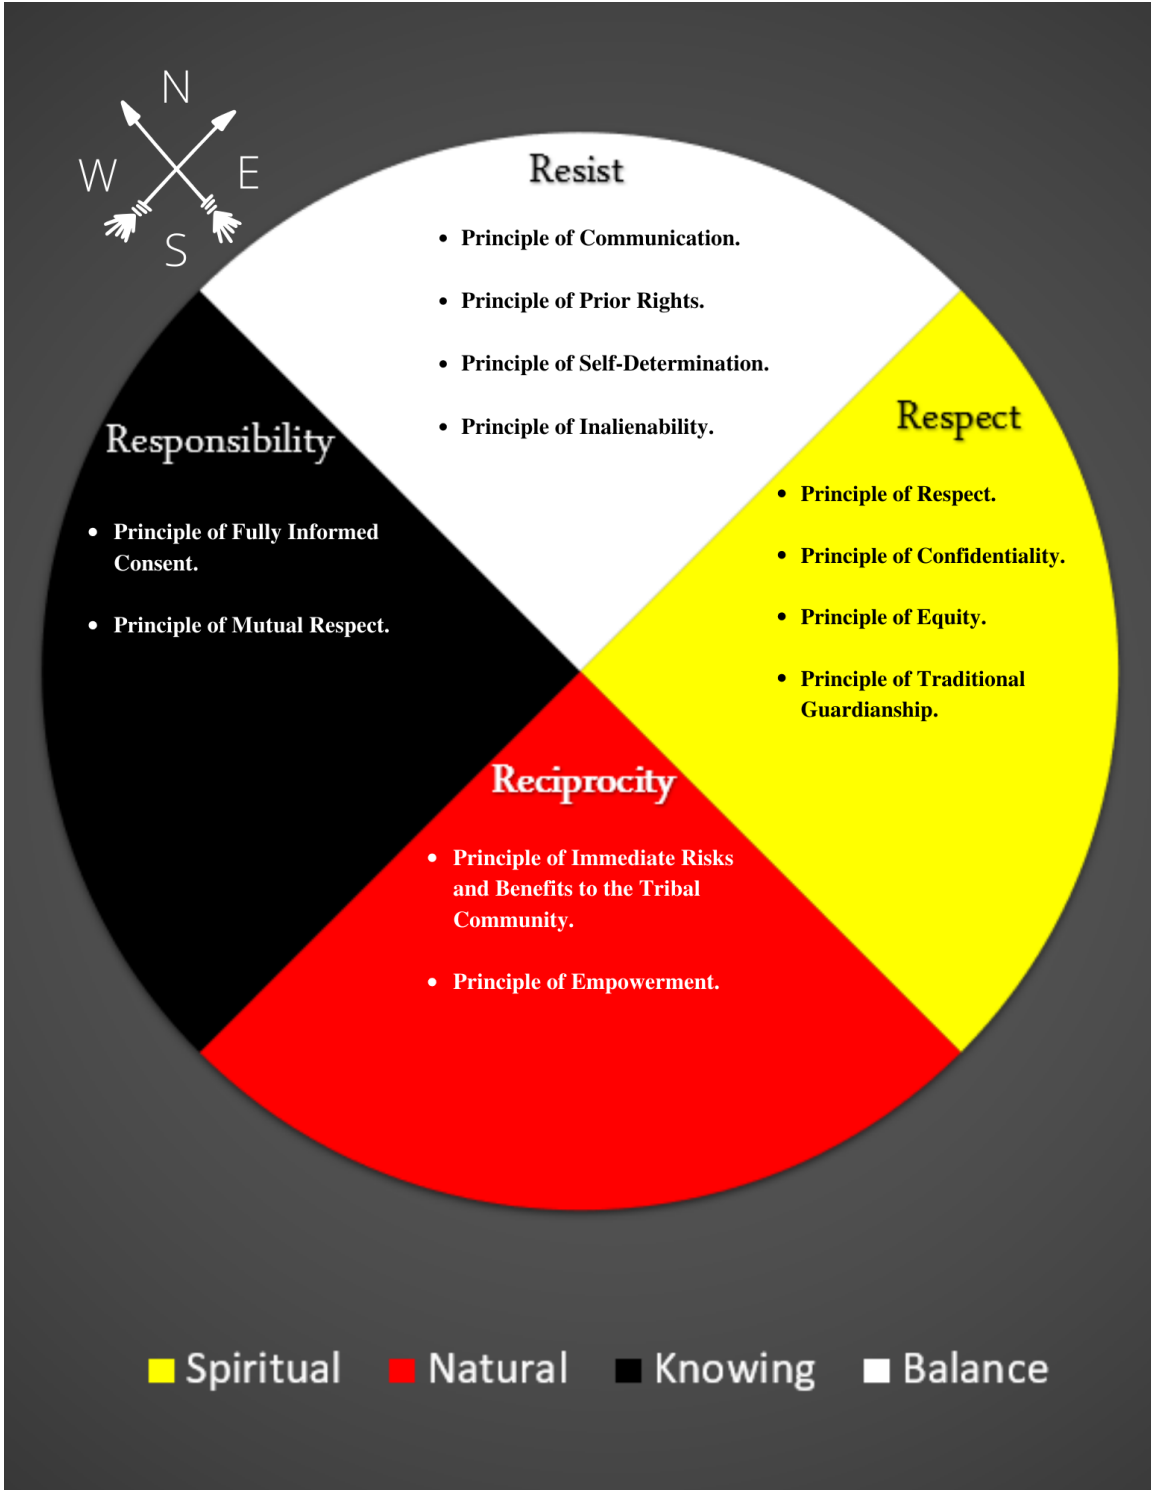 N
W E
S
Resist
• Principle of Communication.
• Principle of Prior Rights.
• Principle of Self-Determination.
• Principle of Inalienability.
Respect
• Principle of Respect.
• Principle of Confidentiality.
• Principle of Equity.
• Principle of Traditional
Guardianship.
Responsibility
• Principle of Fully Informed
Consent.
• Principle of Mutual Respect.
Reciprocity
• Principle of Immediate Risks
and Benefits to the Tribal
Community.
• Principle of Empowerment.
Spiritual Natural Knowing Balance